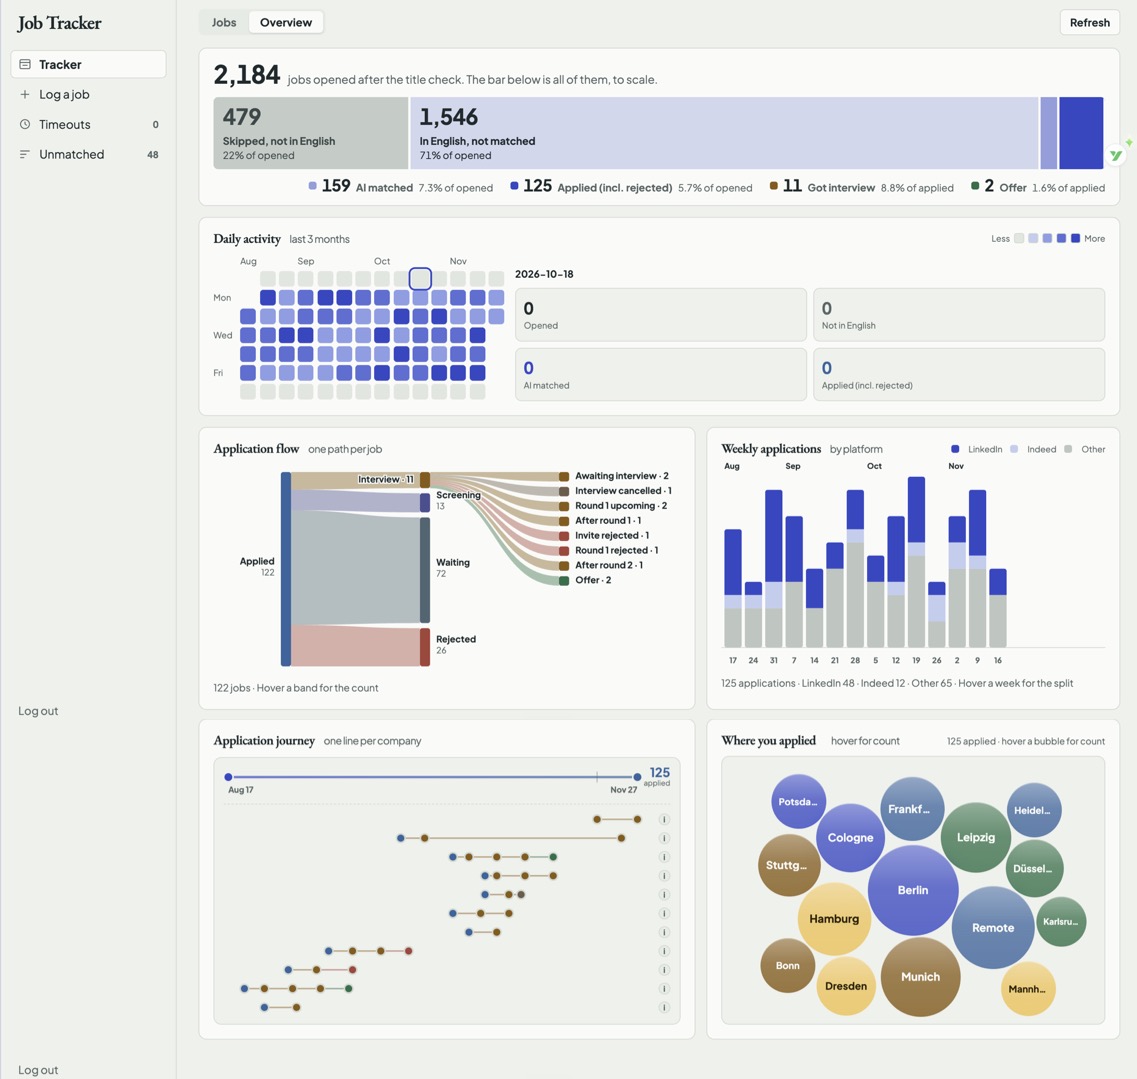 Job Tracker
Tracker
Log a job
Timeouts 0
Unmatched 48
Log out
Log out
Jobs Overview
Refresh
2,184 jobs opened after the title check. The bar below is all of them, to scale.
479
Skipped, not in English
22% of opened
1,546
In English, not matched
71% of opened
159 AI matched 7.3% of opened
125 Applied (incl. rejected) 5.7% of opened
11 Got interview 8.8% of applied
2 Offer 1.6% of applied
Daily activity last 3 months
Less More
Aug Sep Oct Nov
Mon
Wed
Fri
2026-10-18
0
Opened
0
Not in English
0
AI matched
0
Applied (incl. rejected)
Application flow one path per job
Applied
122
Interview · 11
Screening
13
Waiting
72
Rejected
26
Awaiting interview · 2
Interview cancelled · 1
Round 1 upcoming · 2
After round 1 · 1
Invite rejected · 1
Round 1 rejected · 1
After round 2 · 1
Offer · 2
122 jobs · Hover a band for the count
Weekly applications by platform
LinkedIn Indeed Other
Aug Sep Oct Nov
17 24 31 7 14 21 28 5 12 19 26 2 9 16
125 applications · LinkedIn 48 · Indeed 12 · Other 65 · Hover a week for the split
Application journey one line per company
125
applied
Aug 17 Nov 27
i
i
i
i
i
i
i
i
i
i
i
Where you applied hover for count
125 applied · hover a bubble for count
Potsda...
Frankf...
Heidel...
Cologne
Leipzig
Stuttg...
Düssel...
Berlin
Hamburg
Remote
Karlsru...
Bonn
Dresden
Munich
Mannh...